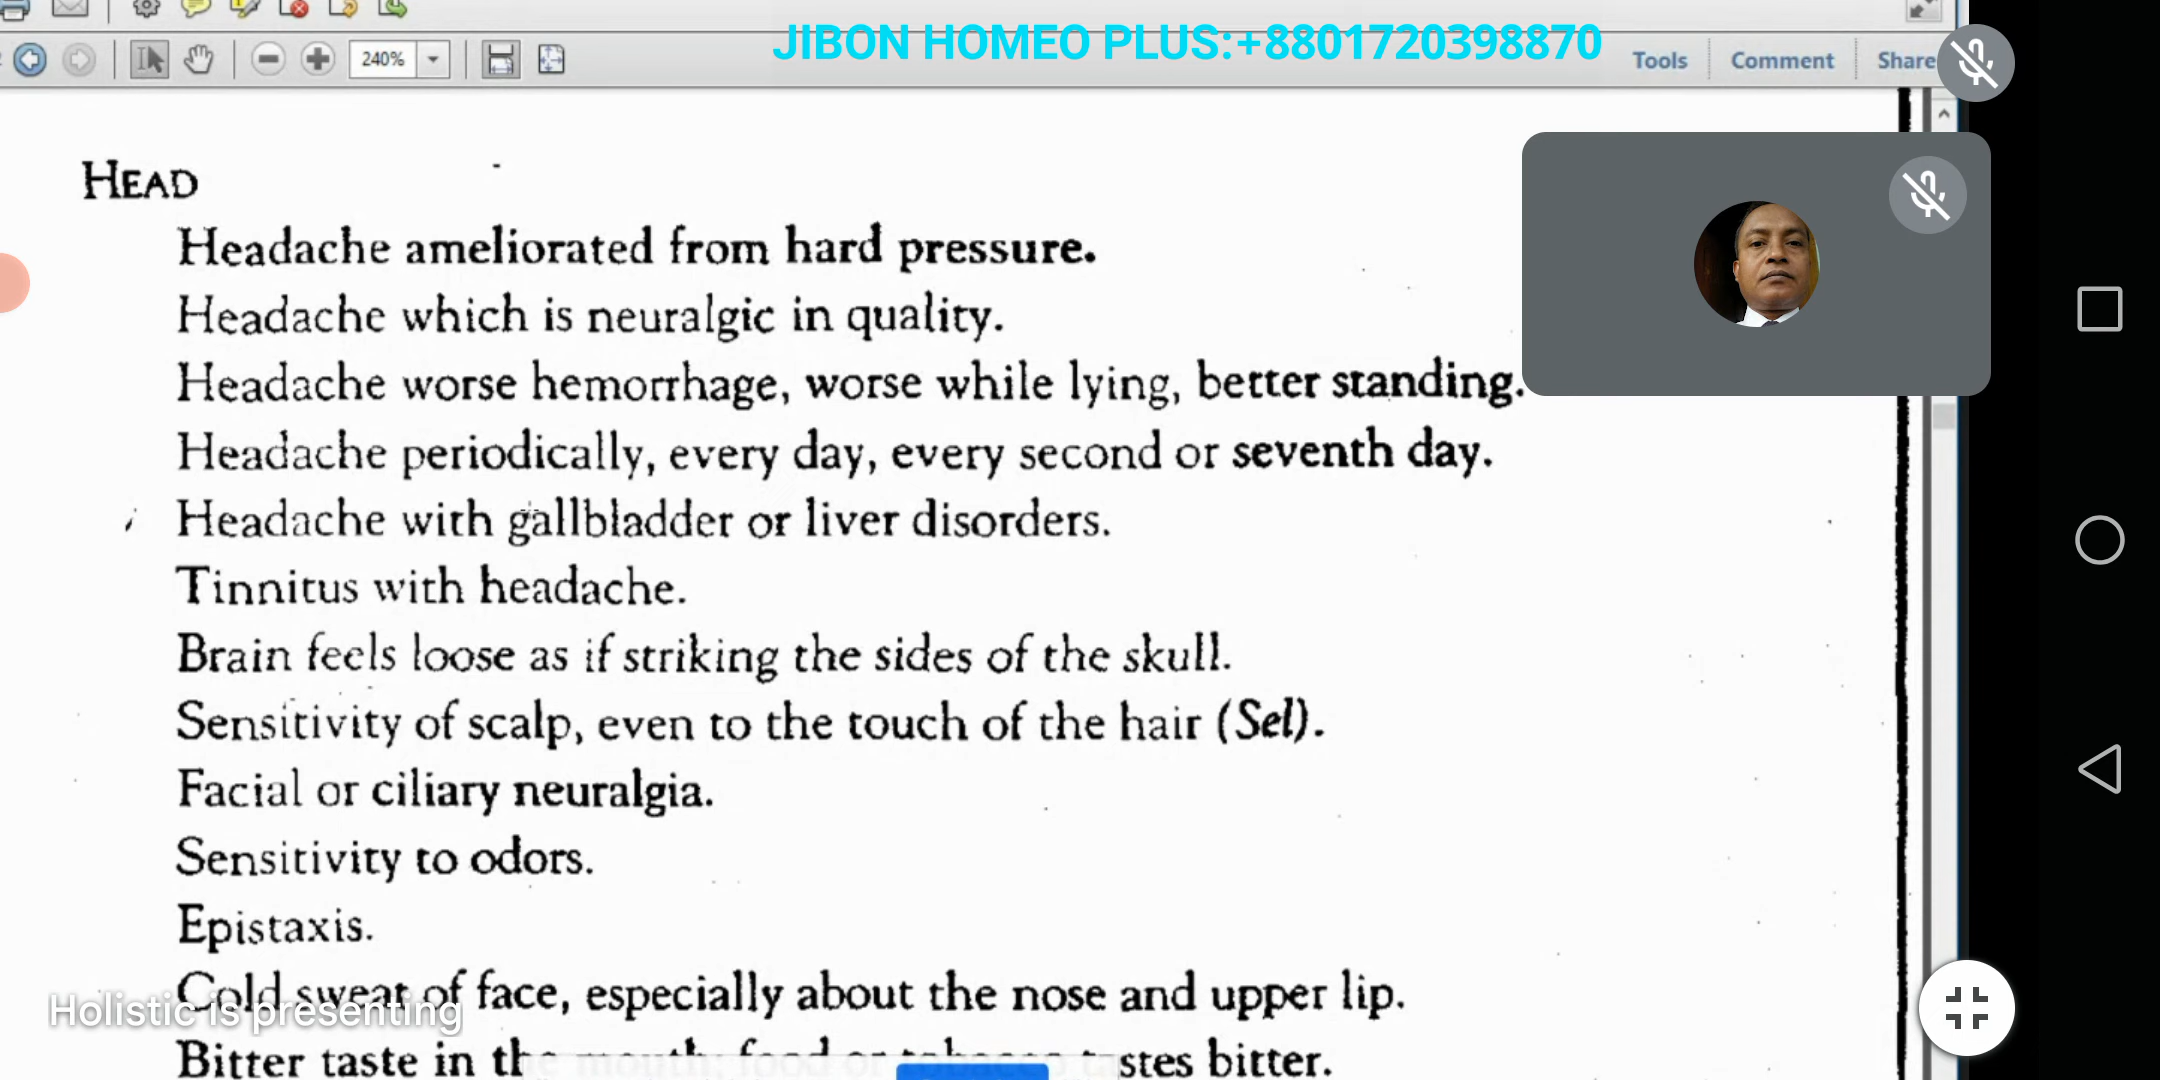 JIBON HOMEO PLUS:+8801720398870
240%
Tools
Comment
Share
HEAD
Headache ameliorated from hard pressure.
Headache which is neuralgic in quality.
Headache worse hemorrhage, worse while lying, better standing.
Headache periodically, every day, every second or seventh day.
Headache with gallbladder or liver disorders.
Tinnitus with headache.
Brain feels loose as if striking the sides of the skull.
Sensitivity of scalp, even to the touch of the hair (Sel).
Facial or ciliary neuralgia.
Sensitivity to odors.
Epistaxis.
Cold sweat of face, especially about the nose and upper lip.
Holistic is presenting
Bitter taste in the mouth; food or tobacco tastes bitter.